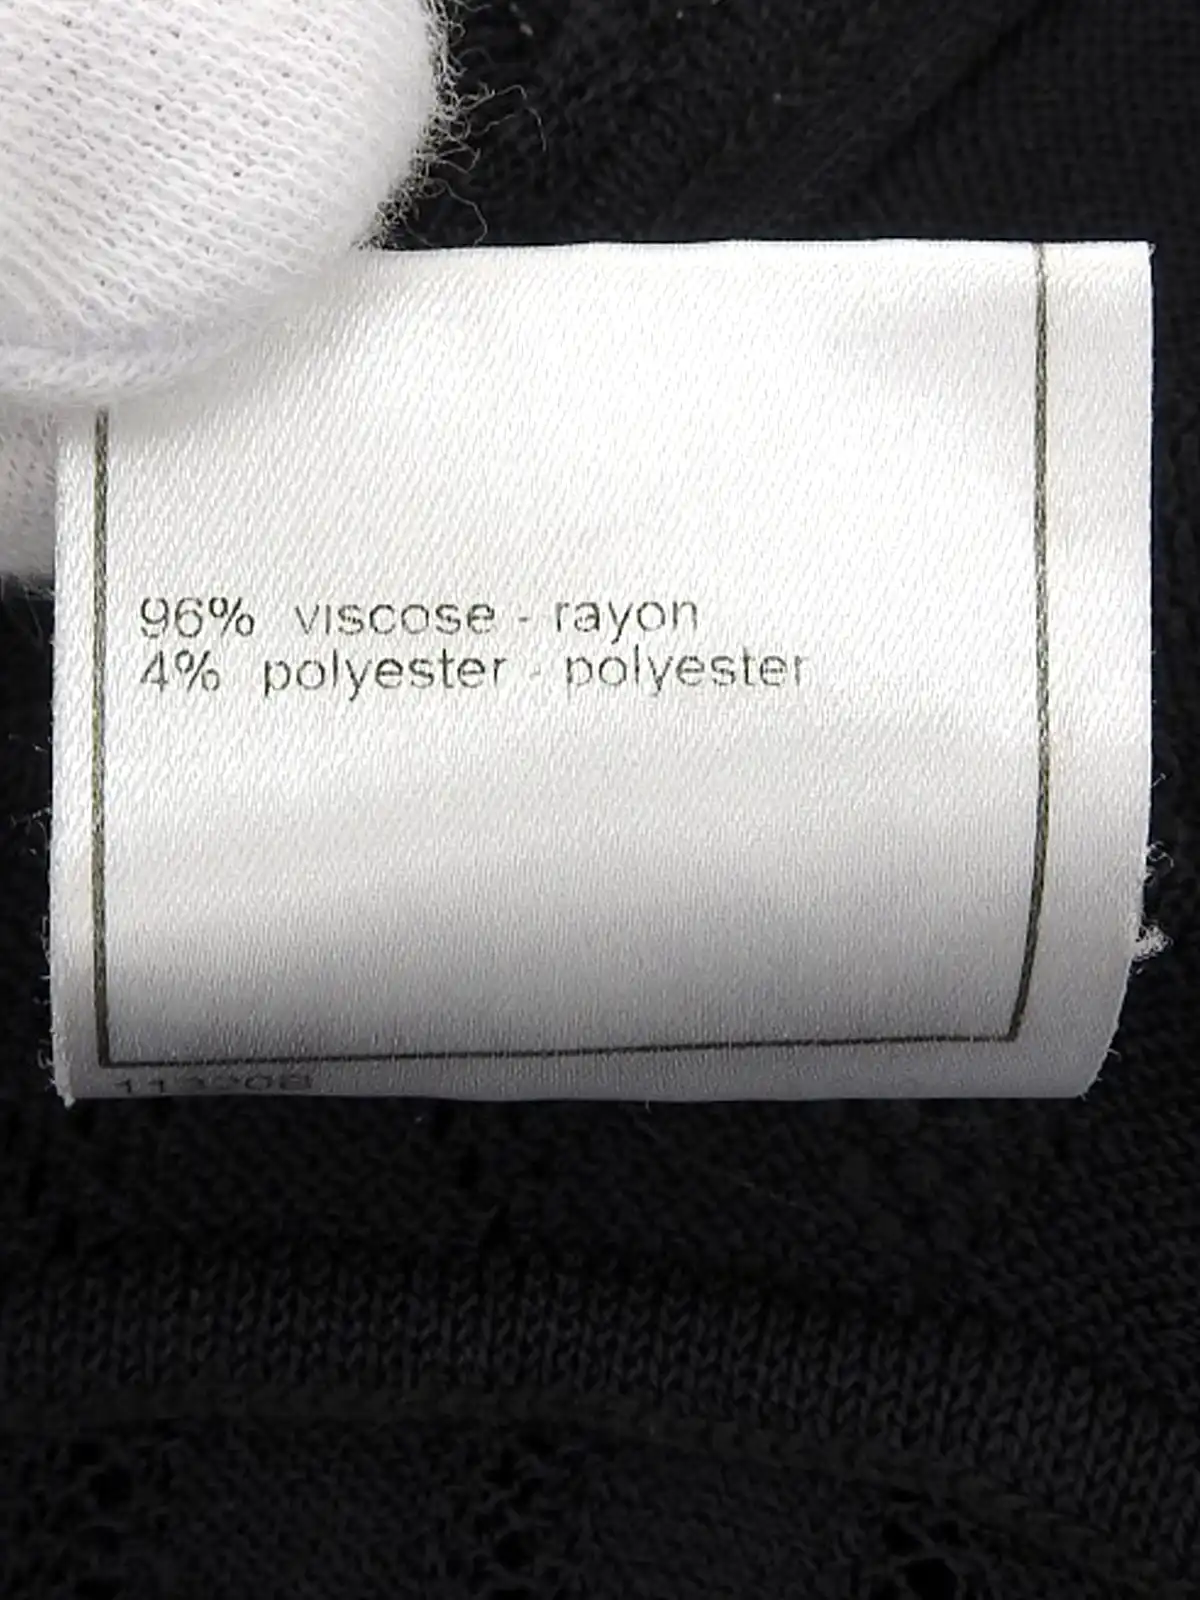 96% viscose - rayon
4% polyester - polyester